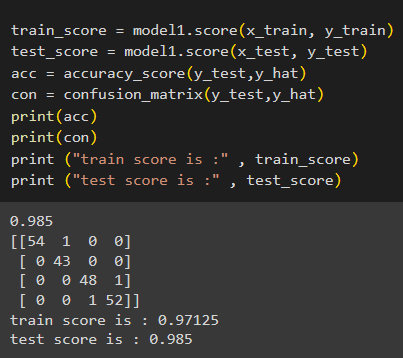 train_score = model1.score(x_train, y_train)
test_score = model1.score(x_test, y_test)
acc = accuracy_score(y_test,y_hat)
con = confusion_matrix(y_test,y_hat)
print(acc)
print(con)
print ("train score is :" , train_score)
print ("test score is :" , test_score)
0.985
[[54  1  0  0]
 [ 0 43  0  0]
 [ 0  0 48  1]
 [ 0  0  1 52]]
train score is : 0.97125
test score is : 0.985